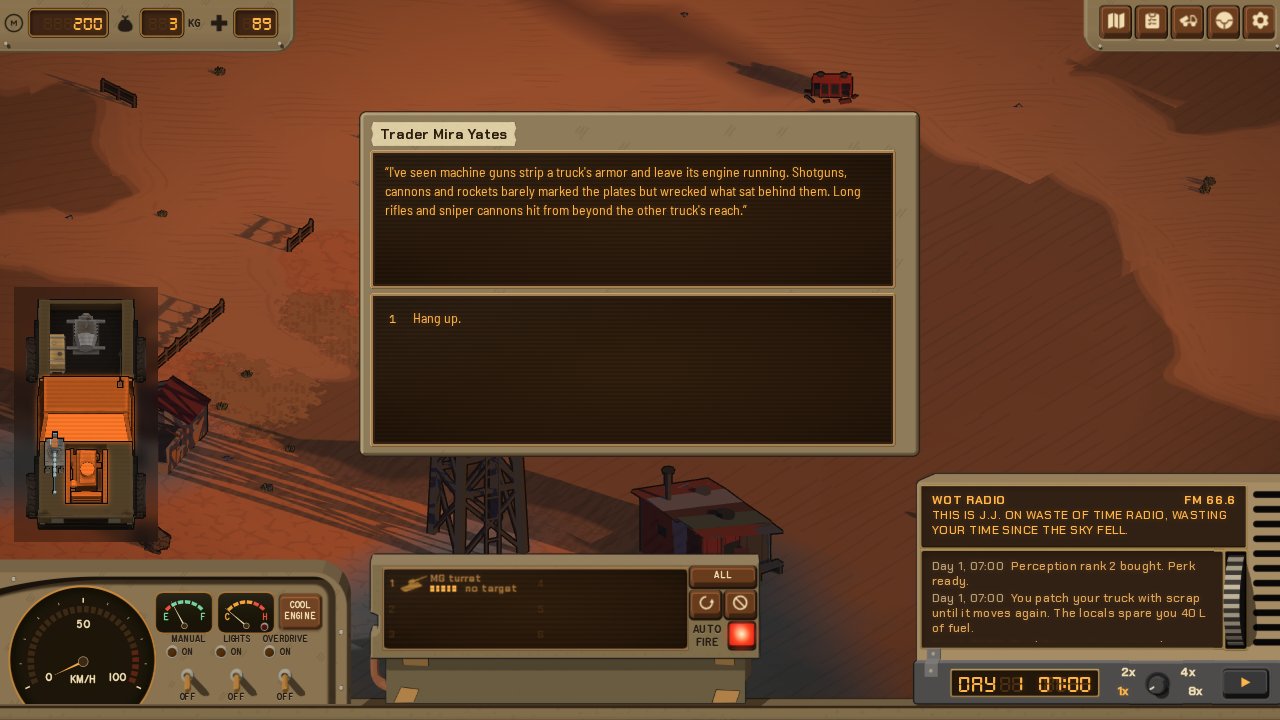 M 200 3 KG 89
Trader Mira Yates
"I've seen machine guns strip a truck's armor and leave its engine running. Shotguns,
cannons and rockets barely marked the plates but wrecked what sat behind them. Long
rifles and sniper cannons hit from beyond the other truck's reach."
1 Hang up.
WOT RADIO FM 66.6
THIS IS J.J. ON WASTE OF TIME RADIO, WASTING
YOUR TIME SINCE THE SKY FELL.
Day 1, 07:00 Perception rank 2 bought. Perk
ready.
Day 1, 07:00 You patch your truck with scrap
until it moves again. The locals spare you 40 L
of fuel.
50
0 KM/H 100
E F
C H
COOL
ENGINE
MANUAL LIGHTS OVERDRIVE
ON ON ON
OFF OFF OFF
1 MG turret 4
no target
2 5
3 6
ALL
AUTO
FIRE
DAY 1 07:00
2x 4x
1x 8x